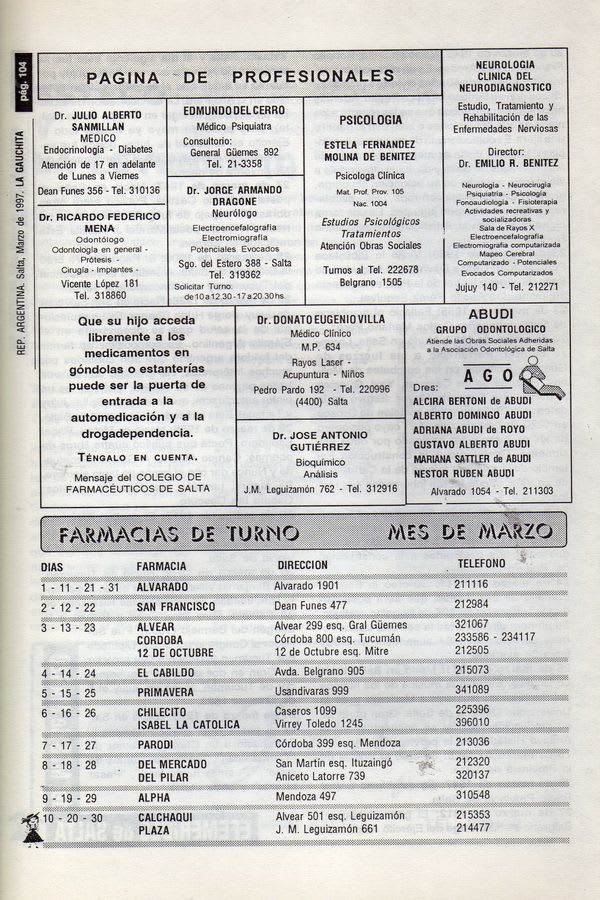 pág. 104
REP. ARGENTINA. Salta, Marzo de 1997. LA GAUCHITA
PAGINA DE PROFESIONALES
Dr. JULIO ALBERTO
SANMILLAN
MEDICO
Endocrinología - Diabetes
Atención de 17 en adelante
de Lunes a Viernes
Dean Funes 356 - Tel. 310136
Dr. RICARDO FEDERICO
MENA
Odontólogo
Odontología en general -
Prótesis -
Cirugia - Implantes -
Vicente López 181
Tel. 318860
EDMUNDO DEL CERRO
Médico Psiquatra
Consultorio:
General Güemes 892
Tel. 21-3358
Dr. JORGE ARMANDO
DRAGONE
Neurólogo
Electroencefalografía
Electromiografía
Potenciales Evocados
Sgo. del Estero 388 - Salta
Tel. 319362
Solicitar Turno:
de 10 a 12.30 - 17 a 20.30 hs.
PSICOLOGIA
ESTELA FERNANDEZ
MOLINA DE BENITEZ
Psicologa Clínica
Mat. Prof. Prov. 105
Nac. 1004
Estudios Psicológicos
Tratamientos
Atención Obras Sociales
Turnos al Tel. 222678
Belgrano 1505
NEUROLOGIA
CLINICA DEL
NEURODIAGNOSTICO
Estudio, Tratamiento y
Rehabilitación de las
Enfermedades Nerviosas
Director:
Dr. EMILIO R. BENITEZ
Neurología - Neurocirugía
Psiquiatría - Psicología
Fonoaudiología - Fisioterapia
Actividades recreativas y
socializadoras
Sala de Rayos X
Electroencefalografía
Electromiografía computarizada
Mapeo Cerebral
Computarizado - Potenciales
Evocados Computarizados
Jujuy 140 - Tel. 212271
Que su hijo acceda
libremente a los
medicamentos en
góndolas o estanterías
puede ser la puerta de
entrada a la
automedicación y a la
drogadependencia.
TÉNGALO EN CUENTA.
Mensaje del COLEGIO DE
FARMACÉUTICOS DE SALTA
Dr. DONATO EUGENIO VILLA
Médico Clínico
M.P. 634
Rayos Laser -
Acupuntura - Niños
Pedro Pardo 192 - Tel. 220996
(4400) Salta
Dr. JOSE ANTONIO
GUTIÉRREZ
Bioquímico
Análisis
J.M. Leguizamón 762 - Tel. 312916
ABUDI
GRUPO ODONTOLOGICO
Atiende las Obras Sociales Adheridas
a la Asociación Odontológica de Salta
A G O
Dres:
ALCIRA BERTONI de ABUDI
ALBERTO DOMINGO ABUDI
ADRIANA ABUDI de ROYO
GUSTAVO ALBERTO ABUDI
MARIANA SATTLER de ABUDI
NESTOR RUBEN ABUDI
Alvarado 1054 - Tel. 211303
FARMACIAS DE TURNO MES DE MARZO
DIAS FARMACIA DIRECCION TELEFONO
1 - 11 - 21 - 31 ALVARADO Alvarado 1901 211116
2 - 12 - 22 SAN FRANCISCO Dean Funes 477 212984
3 - 13 - 23 ALVEAR Alvear 299 esq. Gral Güemes 321067
CORDOBA Córdoba 800 esq. Tucumán 233586 - 234117
12 DE OCTUBRE 12 de Octubre esq. Mitre 212505
4 - 14 - 24 EL CABILDO Avda. Belgrano 905 215073
5 - 15 - 25 PRIMAVERA Usandivaras 999 341089
6 - 16 - 26 CHILECITO Caseros 1099 225396
ISABEL LA CATOLICA Virrey Toledo 1245 396010
7 - 17 - 27 PARODI Córdoba 399 esq. Mendoza 213036
8 - 18 - 28 DEL MERCADO San Martín esq. Ituzaingó 212320
DEL PILAR Aniceto Latorre 739 320137
9 - 19 - 29 ALPHA Mendoza 497 310548
10 - 20 - 30 CALCHAQUI Alvear 501 esq. Leguizamón 215353
PLAZA J. M. Leguizamón 661 214477